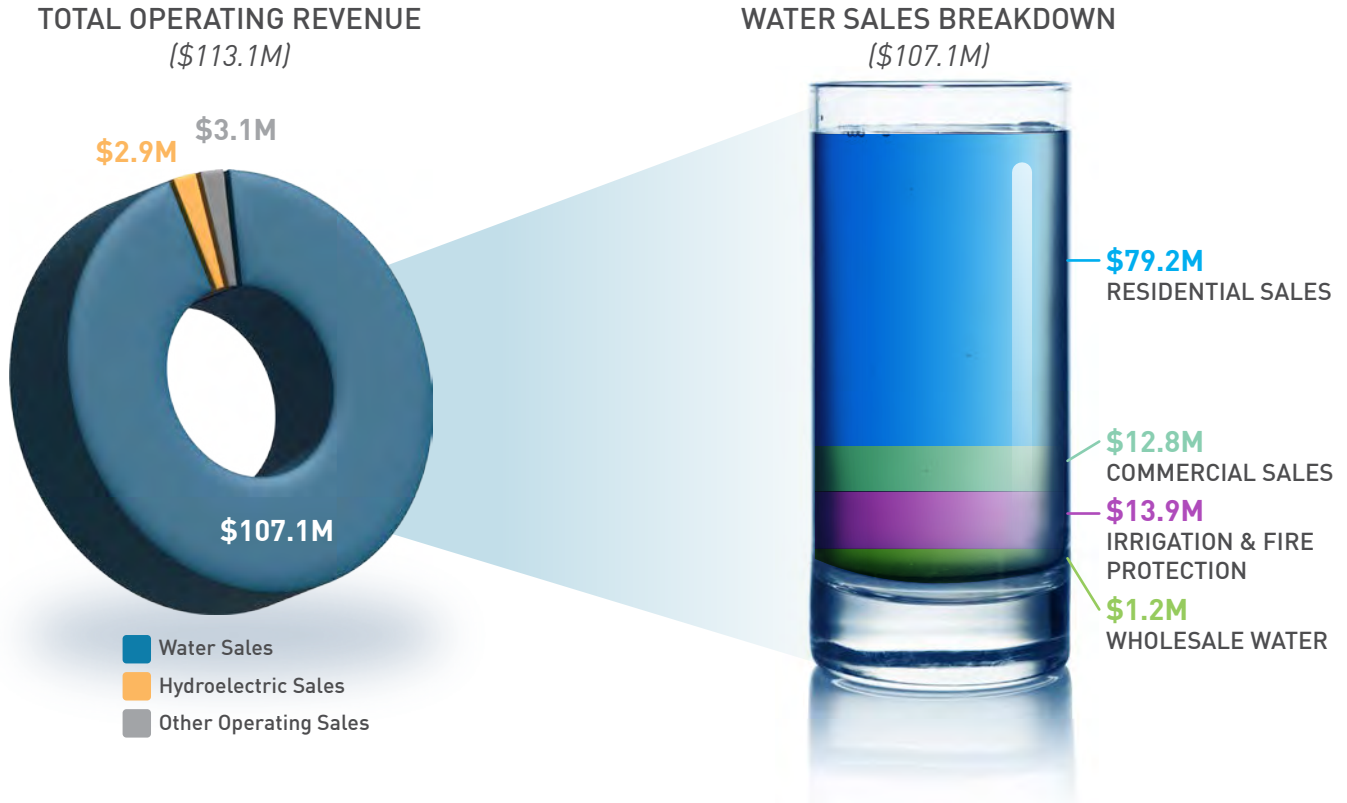 TOTAL OPERATING REVENUE
($113.1M)
$3.1M
$2.9M
$107.1M
Water Sales
Hydroelectric Sales
Other Operating Sales
WATER SALES BREAKDOWN
($107.1M)
$79.2M
RESIDENTIAL SALES
$12.8M
COMMERCIAL SALES
$13.9M
IRRIGATION & FIRE
PROTECTION
$1.2M
WHOLESALE WATER